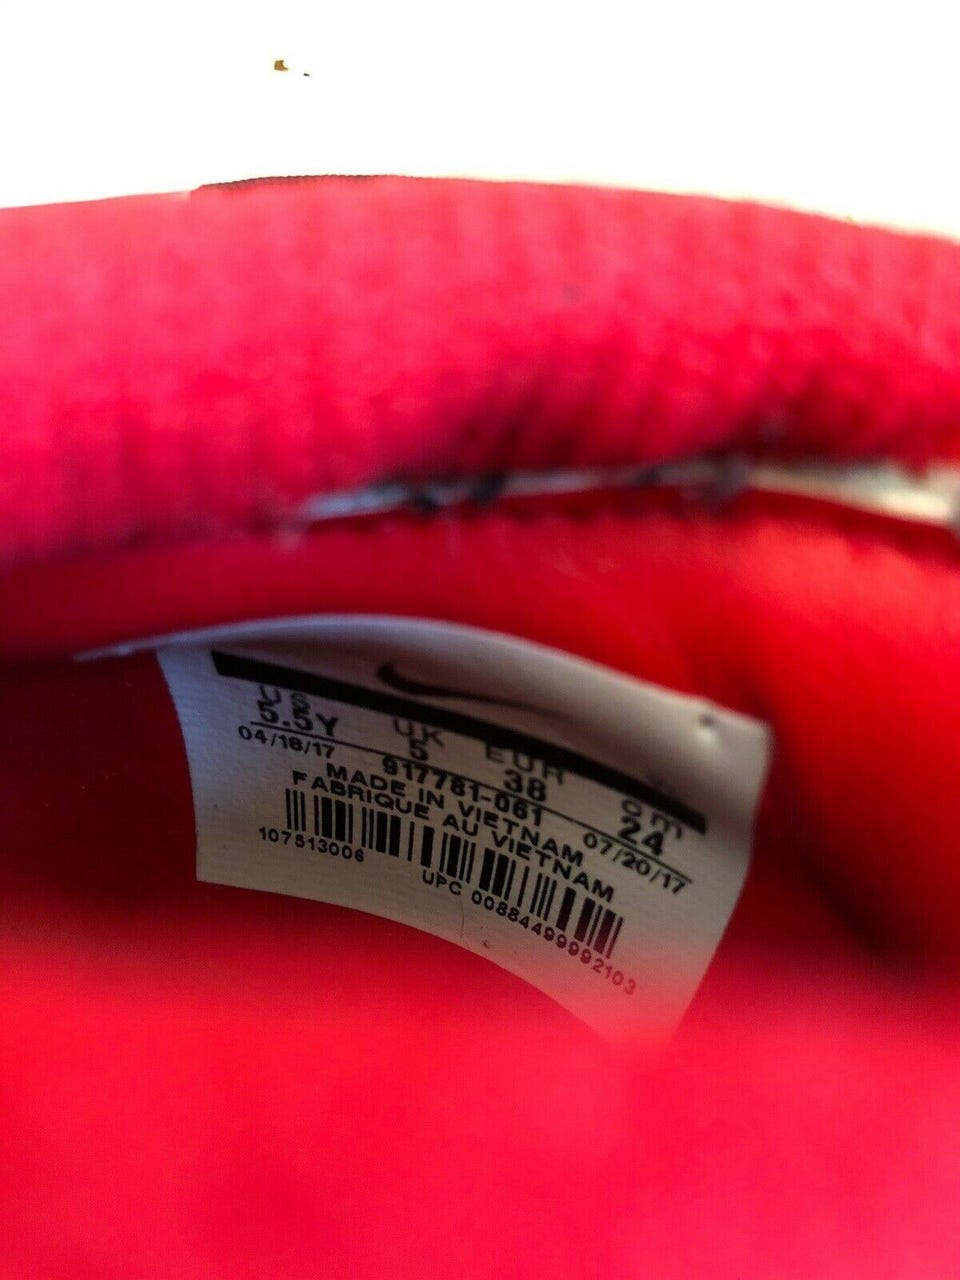 US UK EUR cm
5.5Y 5 38 24
04/18/17 917781-061 07/20/17
MADE IN VIETNAM
FABRIQUE AU VIETNAM
107513006
UPC 00884499992103